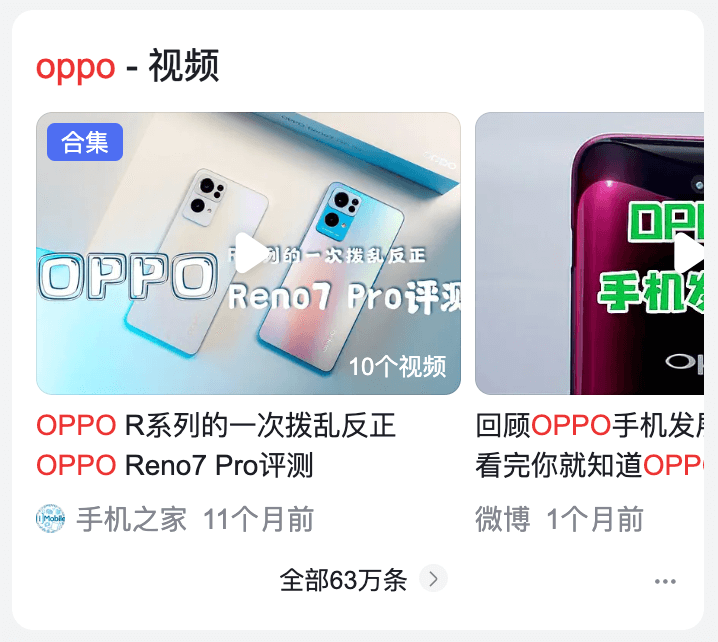 oppo - 视频
合集
OPPO
R系列的一次拨乱反正
Reno7 Pro评测
10个视频
OPPO R系列的一次拨乱反正
OPPO Reno7 Pro评测
手机之家 11个月前
手机发
回顾OPPO手机发
看完你就知道OPPO
微博 1个月前
全部63万条